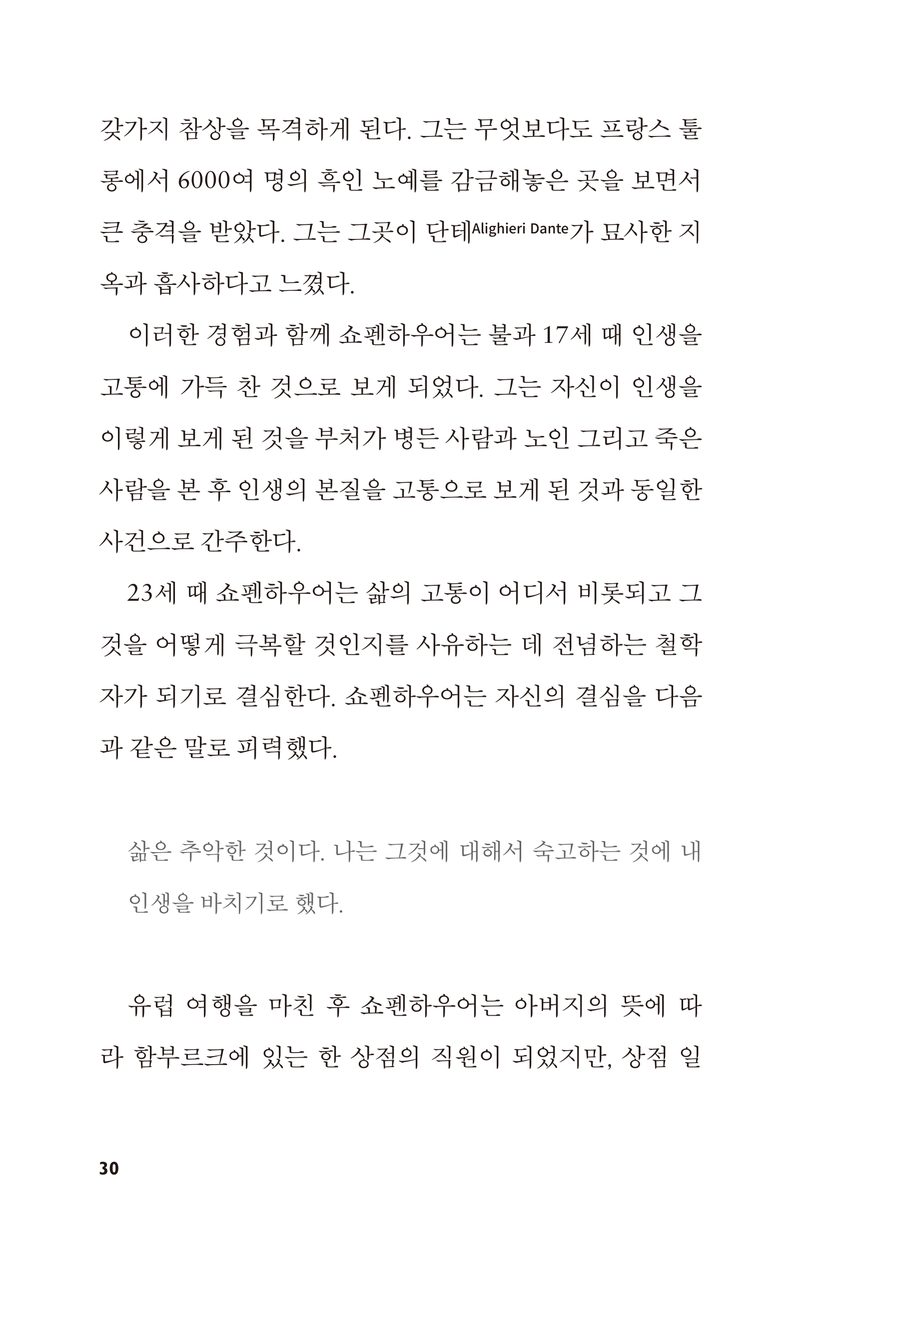 갖가지 참상을 목격하게 된다. 그는 무엇보다도 프랑스 툴
롱에서 6000여 명의 흑인 노예를 감금해놓은 곳을 보면서
큰 충격을 받았다. 그는 그곳이 단테Alighieri Dante가 묘사한 지
옥과 흡사하다고 느꼈다.
이러한 경험과 함께 쇼펜하우어는 불과 17세 때 인생을
고통에 가득 찬 것으로 보게 되었다. 그는 자신이 인생을
이렇게 보게 된 것을 부처가 병든 사람과 노인 그리고 죽은
사람을 본 후 인생의 본질을 고통으로 보게 된 것과 동일한
사건으로 간주한다.
23세 때 쇼펜하우어는 삶의 고통이 어디서 비롯되고 그
것을 어떻게 극복할 것인지를 사유하는 데 전념하는 철학
자가 되기로 결심한다. 쇼펜하우어는 자신의 결심을 다음
과 같은 말로 피력했다.
삶은 추악한 것이다. 나는 그것에 대해서 숙고하는 것에 내
인생을 바치기로 했다.
유럽 여행을 마친 후 쇼펜하우어는 아버지의 뜻에 따
라 함부르크에 있는 한 상점의 직원이 되었지만, 상점 일
30